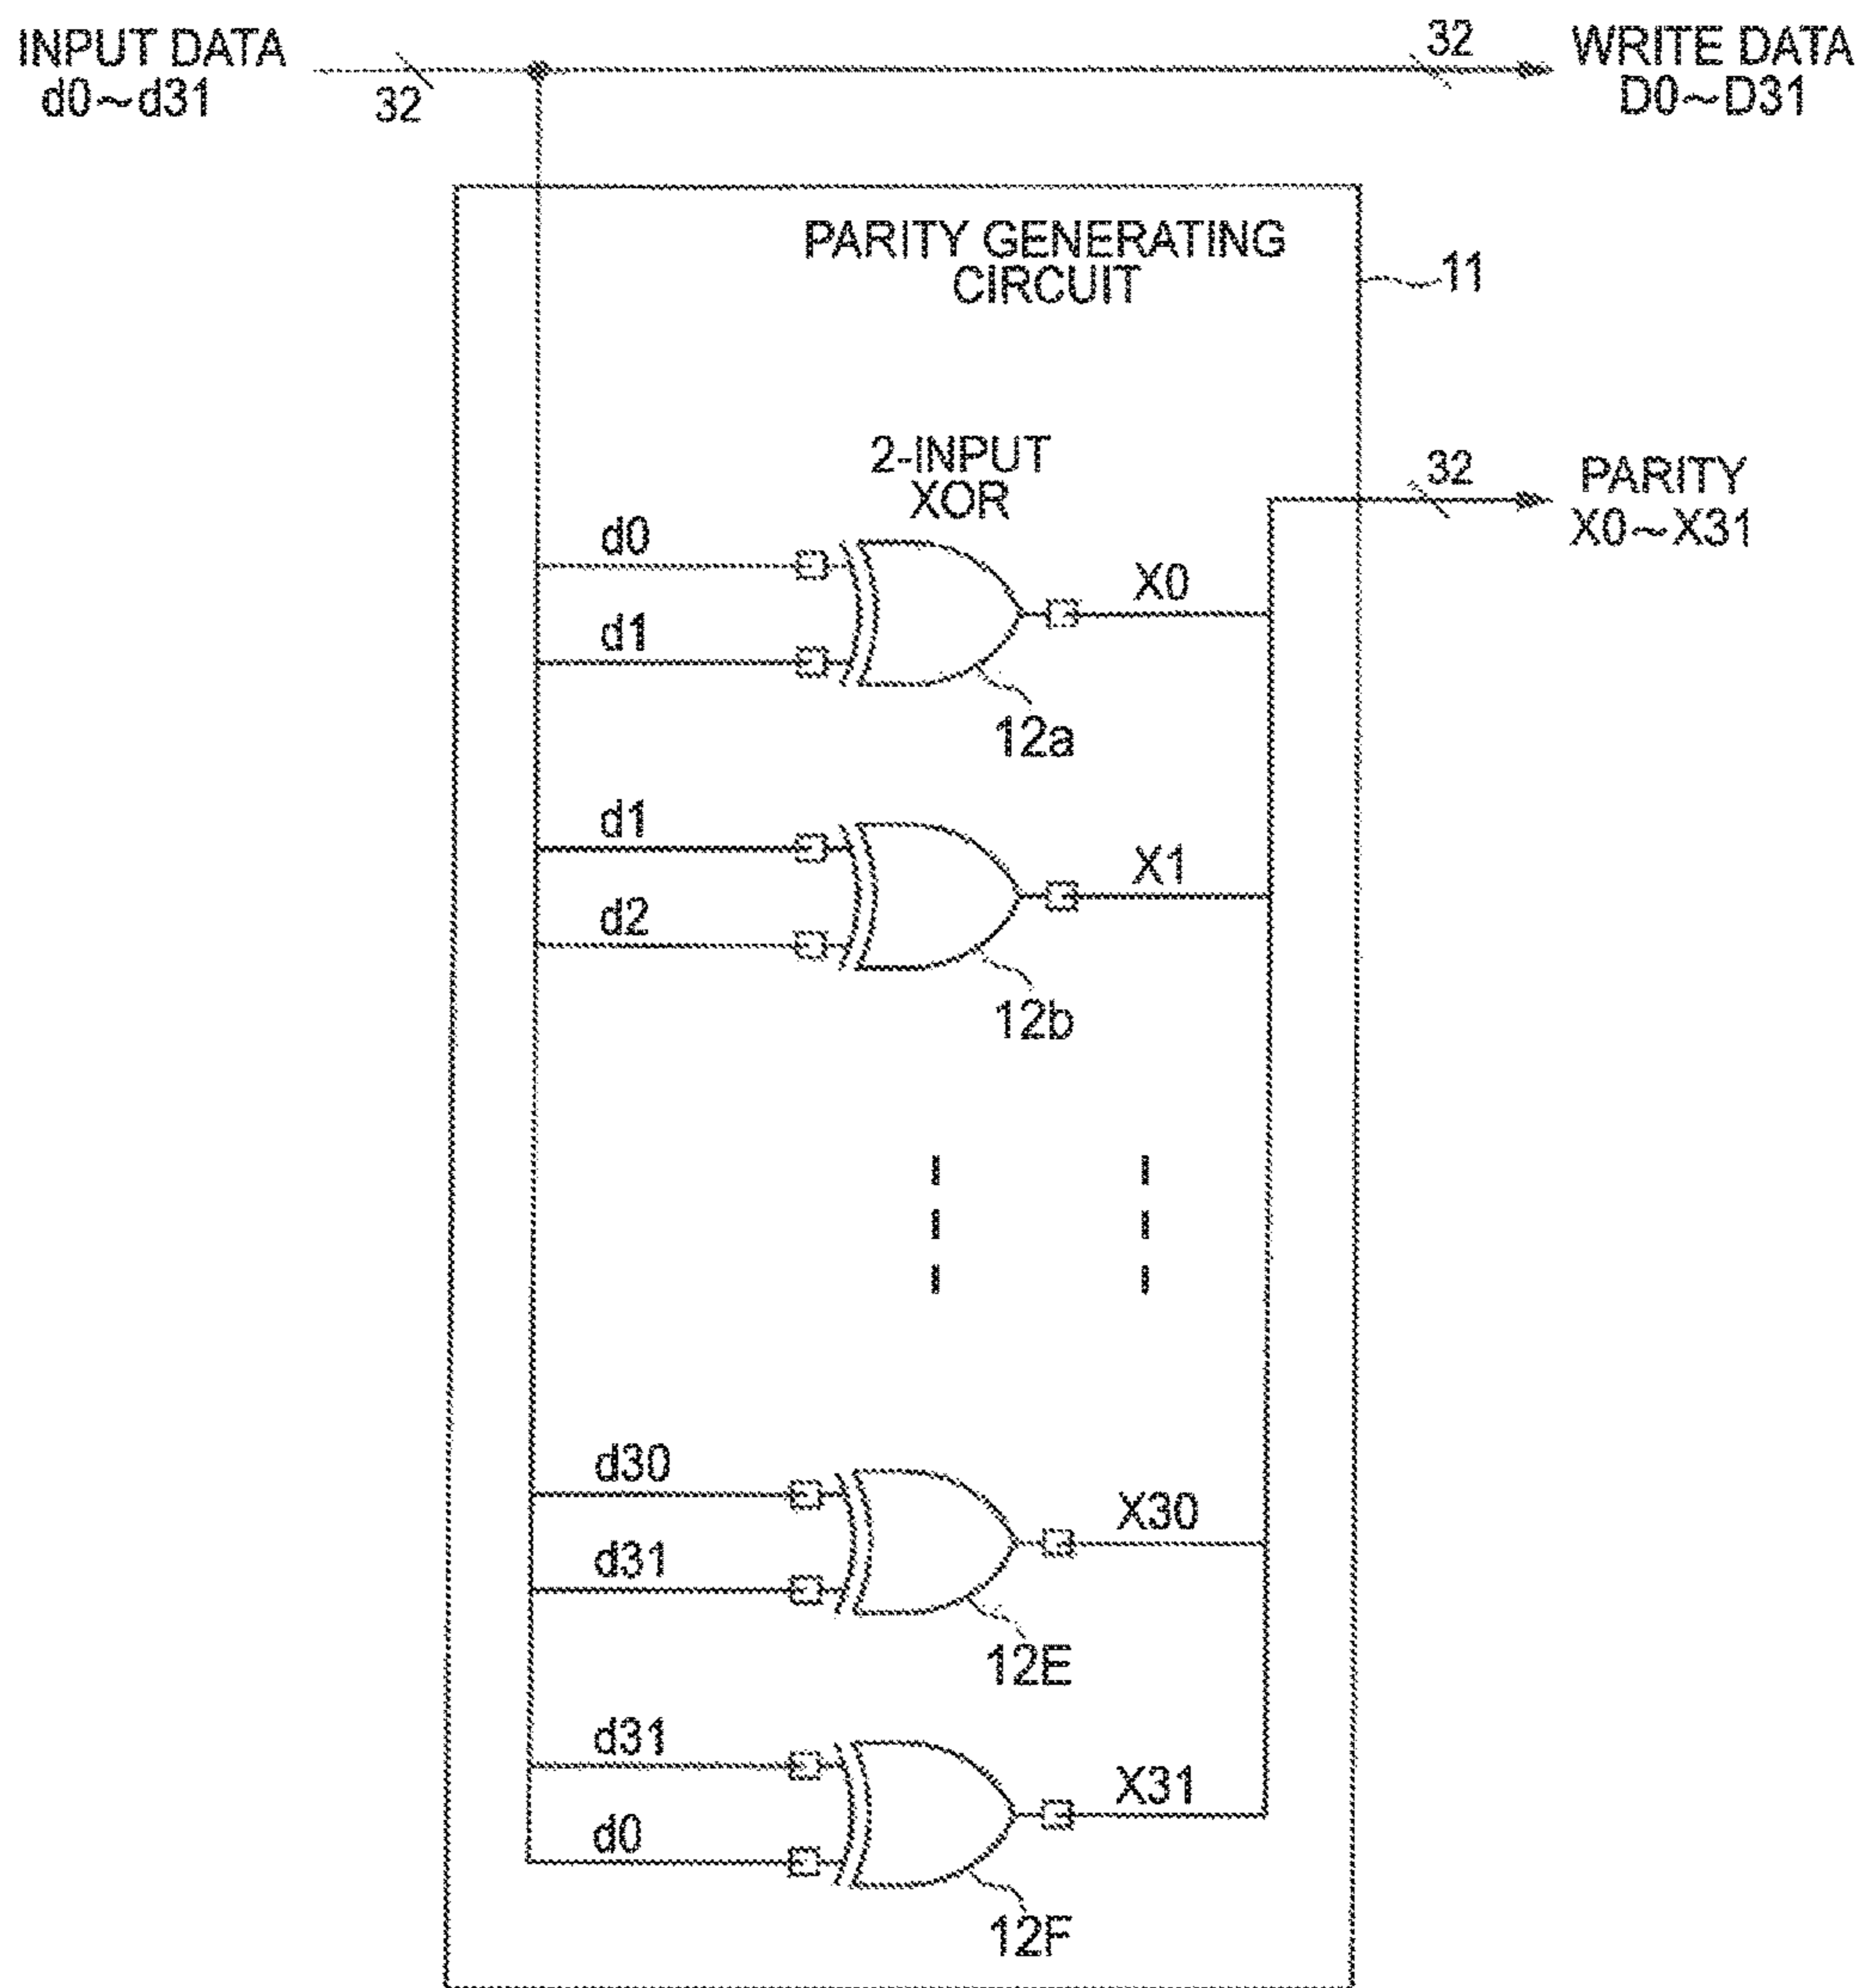 INPUT DATA
d0~d31
32
32
WRITE DATA
D0~D31
PARITY GENERATING
CIRCUIT
11
2-INPUT
XOR
32
PARITY
X0~X31
d0
d1
X0
12a
d1
d2
X1
12b
d30
d31
X30
12E
d31
d0
X31
12F